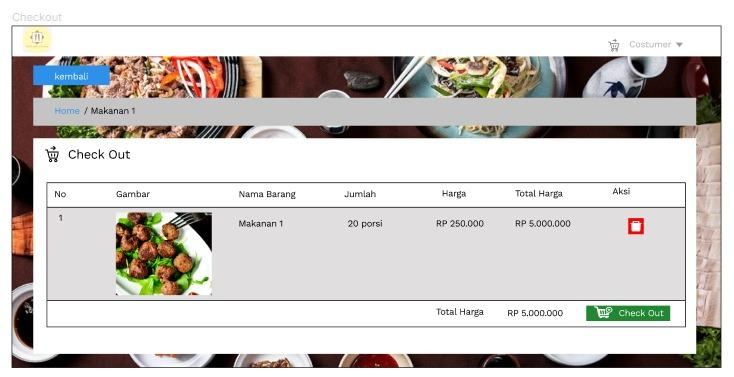 Checkout
Costumer
kembali
Home / Makanan 1
Check Out
No Gambar Nama Barang Jumlah Harga Total Harga Aksi
1 Makanan 1 20 porsi RP 250.000 RP 5.000.000
Total Harga RP 5.000.000 Check Out